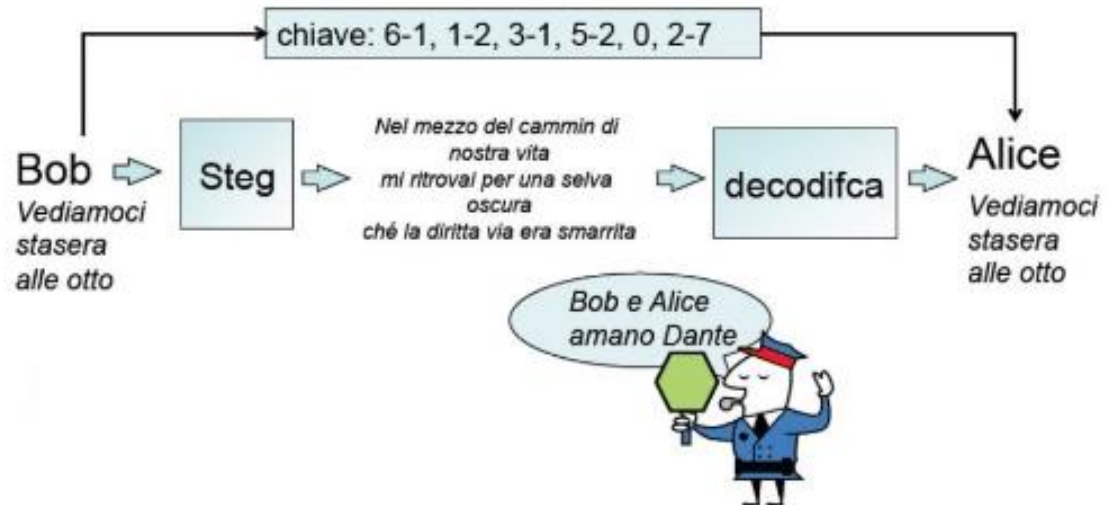 chiave: 6-1, 1-2, 3-1, 5-2, 0, 2-7
Bob
Vediamoci
stasera
alle otto
Steg
Nel mezzo del cammin di
nostra vita
mi ritrovai per una selva
oscura
ché la diritta via era smarrita
decodifca
Alice
Vediamoci
stasera
alle otto
Bob e Alice
amano Dante